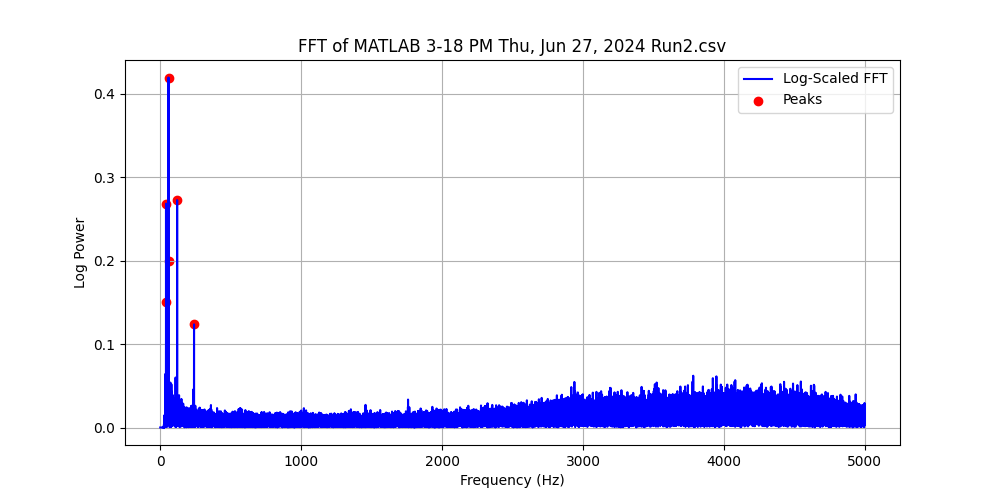 FFT of MATLAB 3-18 PM Thu, Jun 27, 2024 Run2.csv
Log-Scaled FFT
Peaks
Log Power
0.4
0.3
0.2
0.1
0.0
0
1000
2000
3000
4000
5000
Frequency (Hz)